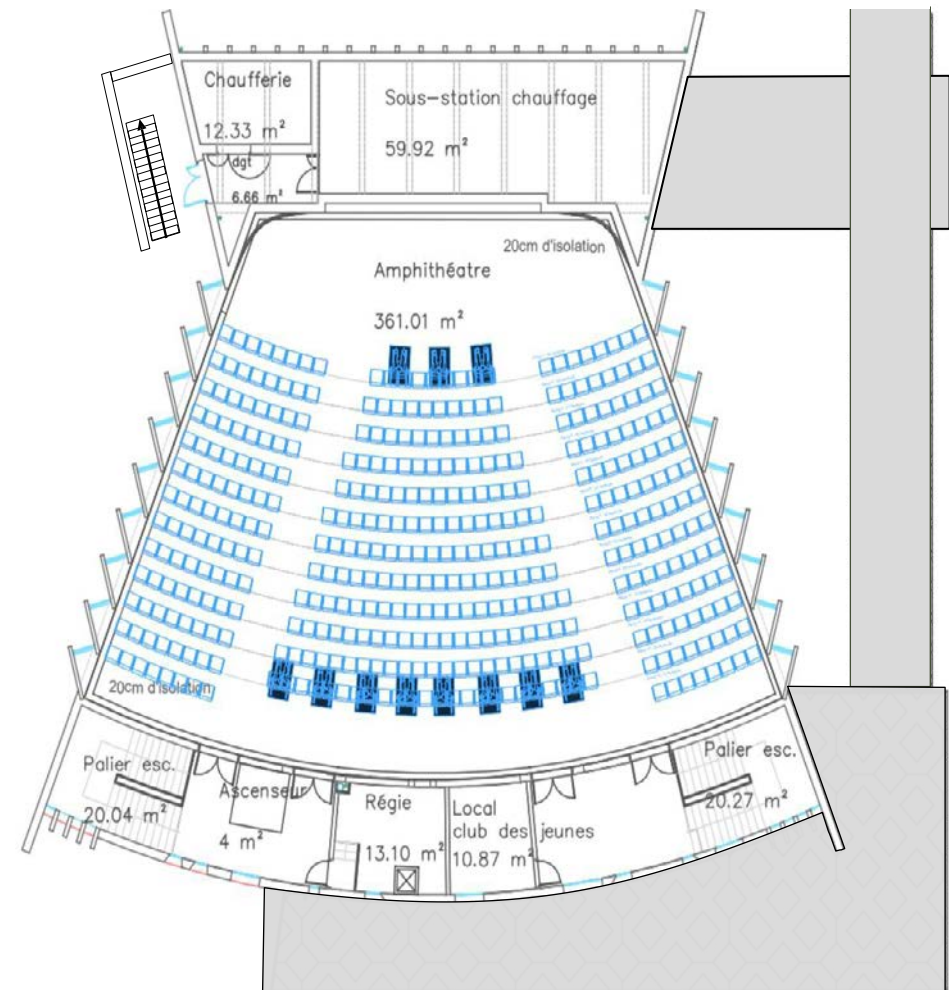 Chaufferie
12.33 m²
Sous-station chauffage
59.92 m²
dgt
6.66 m²
20cm d'isolation
Amphithéatre
361.01 m²
20cm d'isolation
Palier esc.
20.04 m²
Ascenseur
4 m²
Régie
13.10 m²
Local
club des jeunes
10.87 m²
Palier esc.
20.27 m²